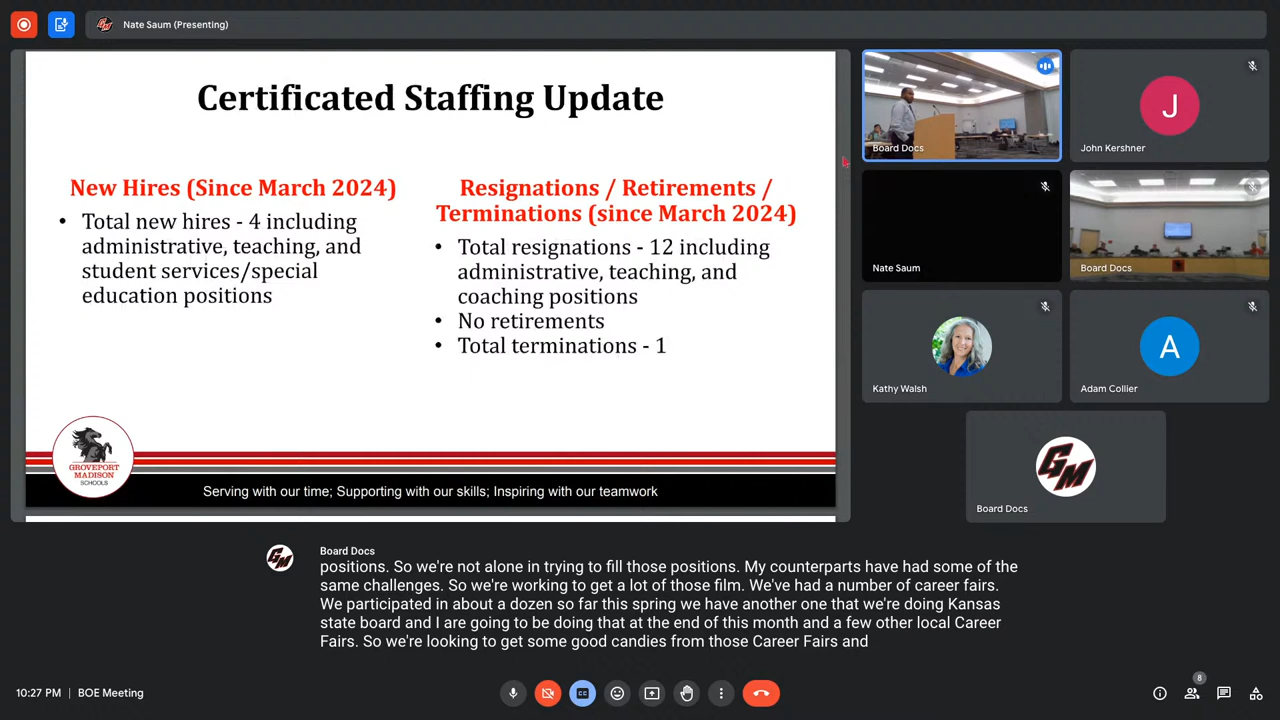 Nate Saum (Presenting)
Certificated Staffing Update
New Hires (Since March 2024)
• Total new hires - 4 including
administrative, teaching, and
student services/special
education positions
Resignations / Retirements /
Terminations (since March 2024)
• Total resignations - 12 including
administrative, teaching, and
coaching positions
• No retirements
• Total terminations - 1
GROVEPORT
MADISON
SCHOOLS
Serving with our time; Supporting with our skills; Inspiring with our teamwork
Board Docs
J
John Kershner
Nate Saum
Board Docs
Kathy Walsh
A
Adam Collier
GM
Board Docs
GM
Board Docs
positions. So we're not alone in trying to fill those positions. My counterparts have had some of the
same challenges. So we're working to get a lot of those film. We've had a number of career fairs.
We participated in about a dozen so far this spring we have another one that we're doing Kansas
state board and I are going to be doing that at the end of this month and a few other local Career
Fairs. So we're looking to get some good candies from those Career Fairs and
10:27 PM | BOE Meeting
CC
8